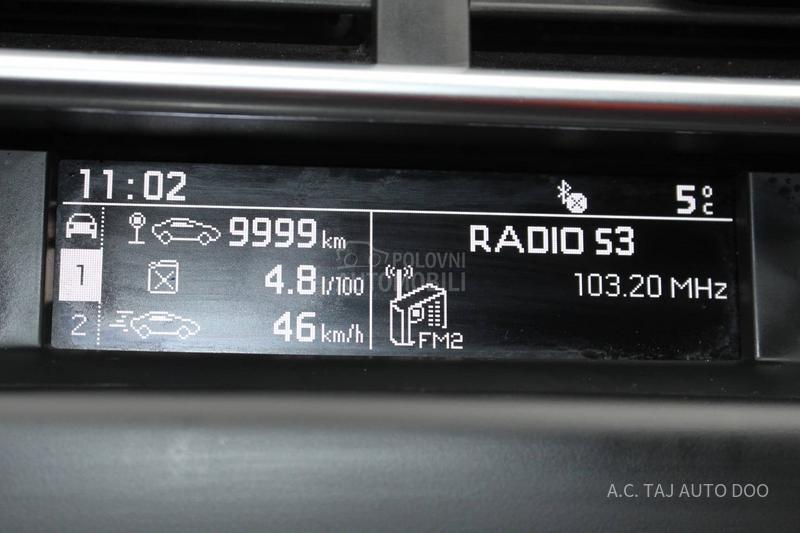 11:02
5°C
9999 km
4.8 l/100
46 km/h
1
2
RADIO S3
103.20 MHz
FM2
POLOVNI
AUTOMOBILI
A.C. TAJ AUTO DOO